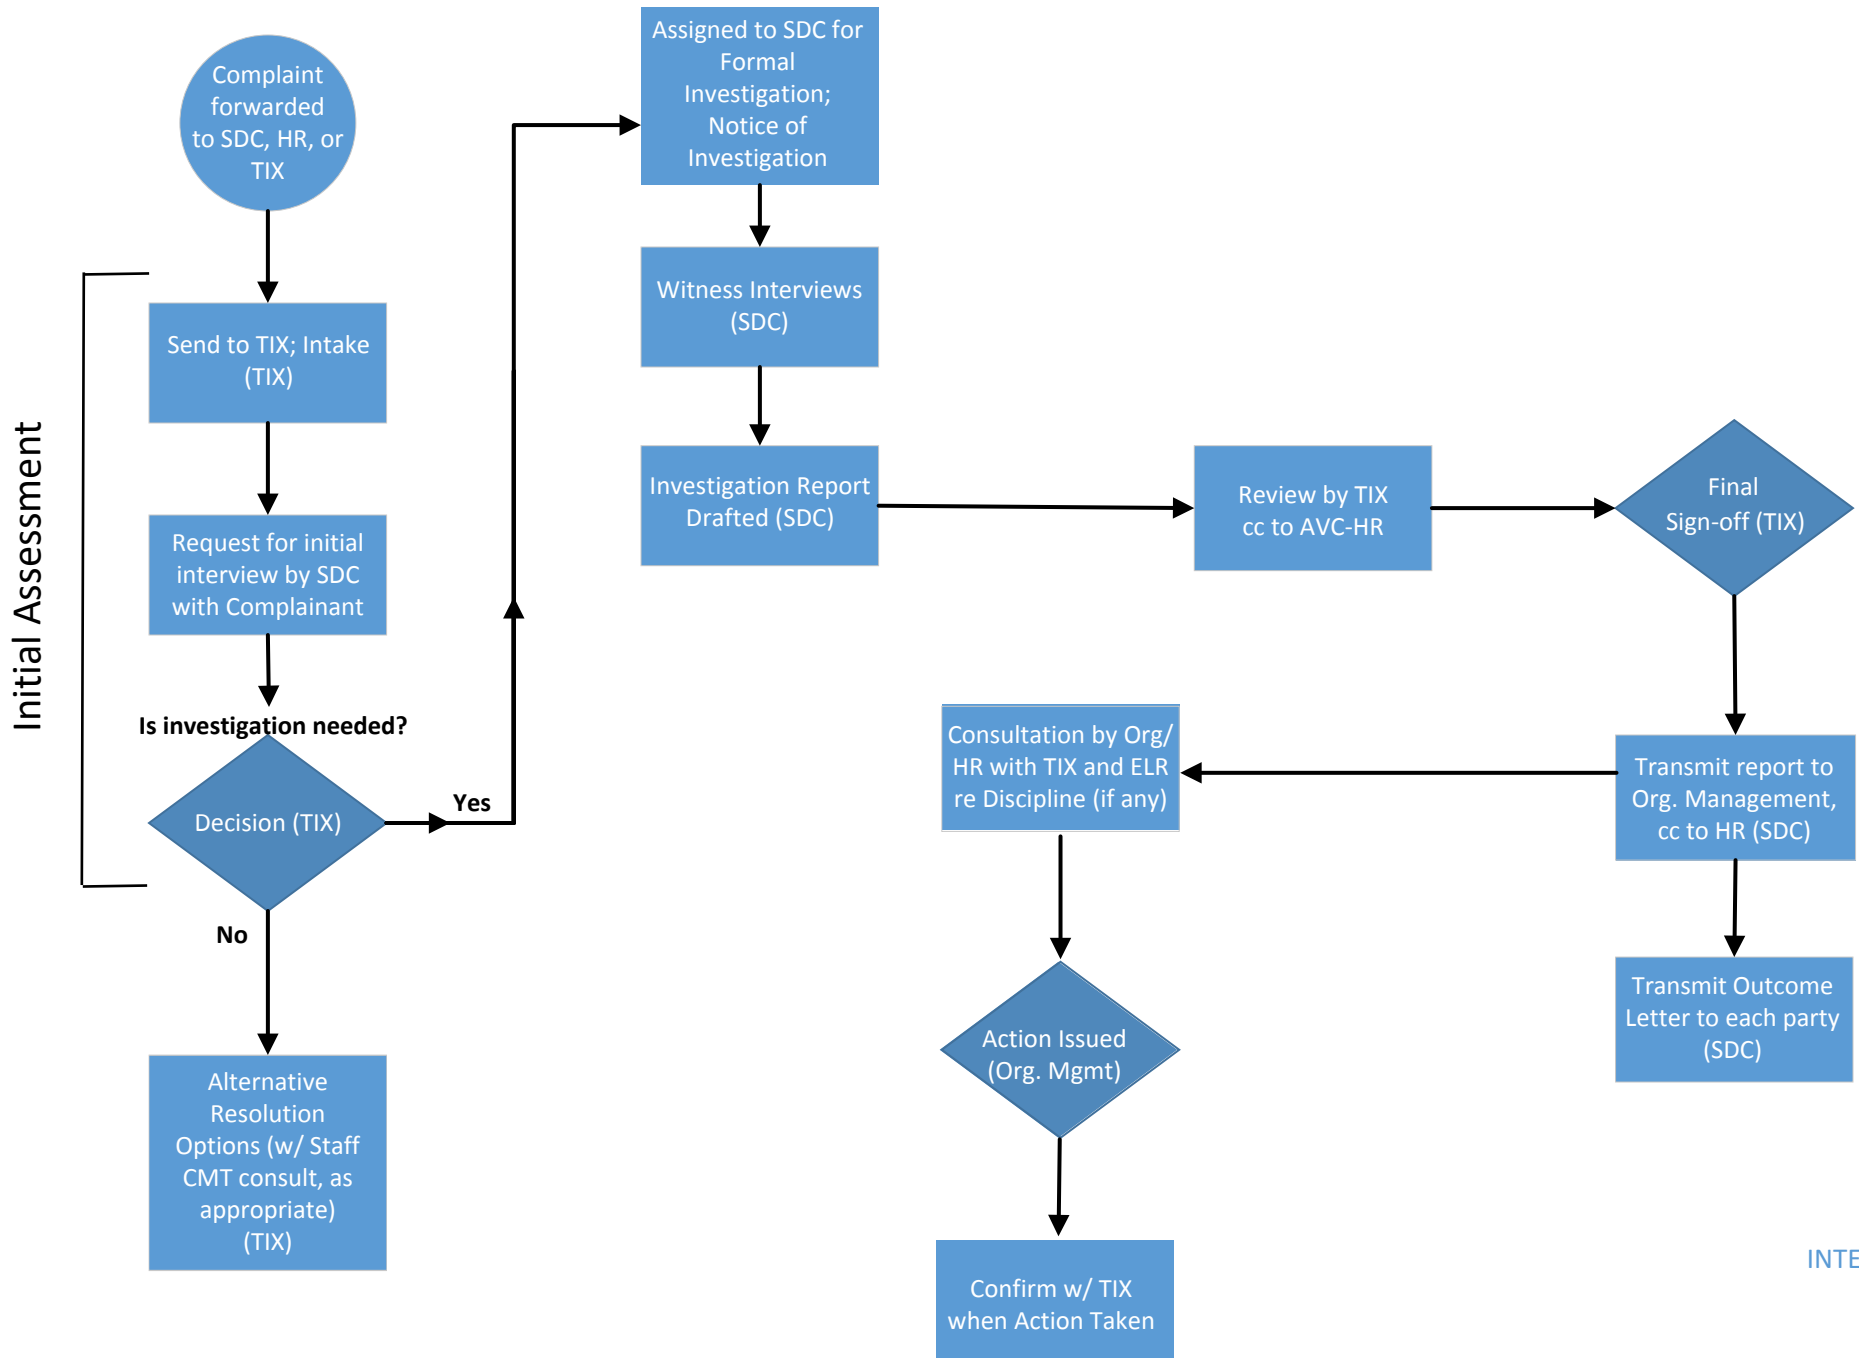 Complaint
forwarded
to SDC, HR, or
TIX
Initial Assessment
Send to TIX; Intake
(TIX)
Request for initial
interview by SDC
with Complainant
Is investigation needed?
Decision (TIX)
Yes
No
Alternative
Resolution
Options (w/ Staff
CMT consult, as
appropriate)
(TIX)
Assigned to SDC for
Formal
Investigation;
Notice of
Investigation
Witness Interviews
(SDC)
Investigation Report
Drafted (SDC)
Review by TIX
cc to AVC-HR
Final
Sign-off (TIX)
Transmit report to
Org. Management,
cc to HR (SDC)
Transmit Outcome
Letter to each party
(SDC)
Consultation by Org/
HR with TIX and ELR
re Discipline (if any)
Action Issued
(Org. Mgmt)
Confirm w/ TIX
when Action Taken
INTE